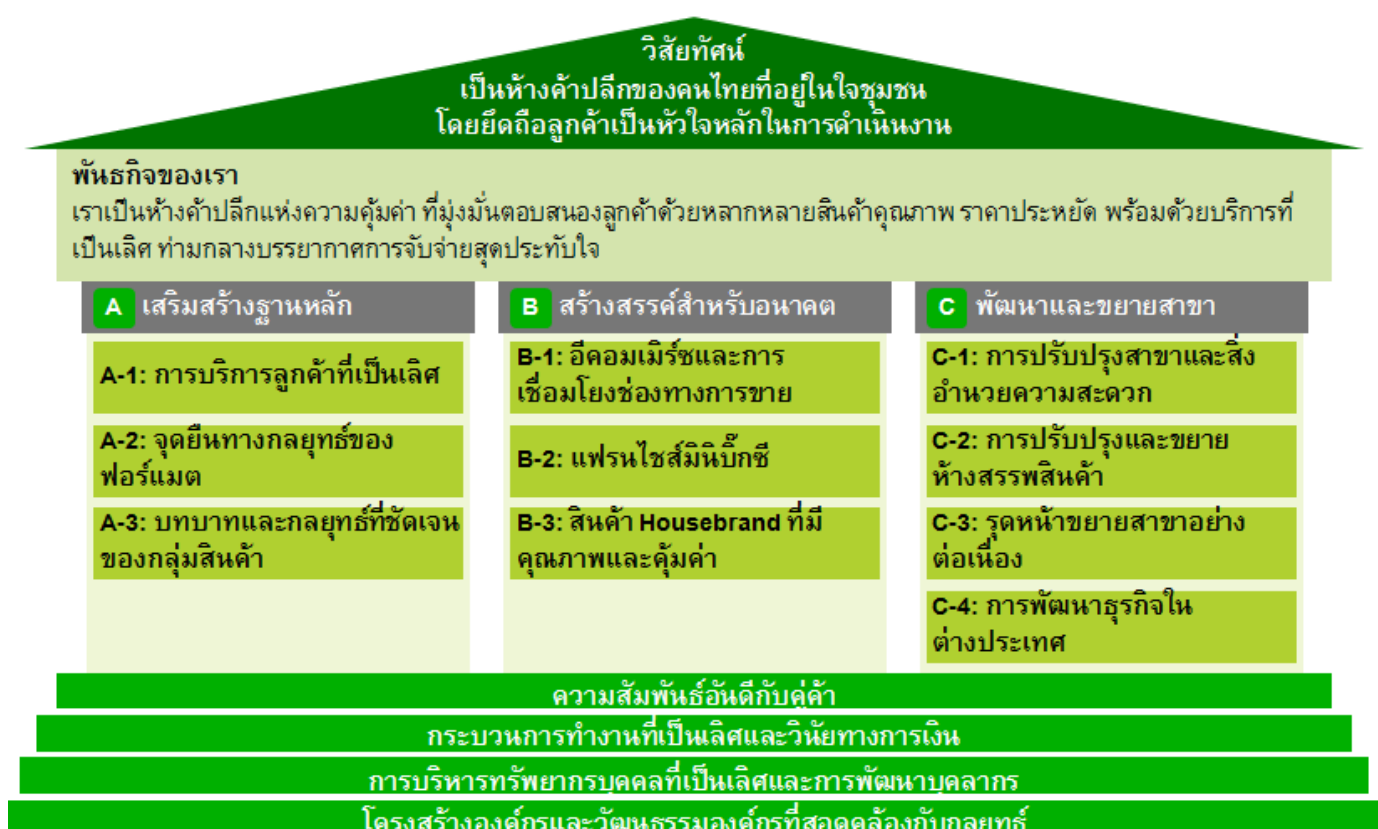 วิสัยทัศน์
เป็นห้างค้าปลีกของคนไทยที่อยู่ในใจชุมชน
โดยยึดถือลูกค้าเป็นหัวใจหลักในการดำเนินงาน
พันธกิจของเรา
เราเป็นห้างค้าปลีกแห่งความคุ้มค่า ที่มุ่งมั่นตอบสนองลูกค้าด้วยหลากหลายสินค้าคุณภาพ ราคาประหยัด พร้อมด้วยบริการที่
เป็นเลิศ ท่ามกลางบรรยากาศการจับจ่ายสุดประทับใจ
A เสริมสร้างฐานหลัก
A-1: การบริการลูกค้าที่เป็นเลิศ
A-2: จุดยืนทางกลยุทธ์ของ
ฟอร์แมต
A-3: บทบาทและกลยุทธ์ที่ชัดเจน
ของกลุ่มสินค้า
B สร้างสรรค์สำหรับอนาคต
B-1: อีคอมเมิร์ซและการ
เชื่อมโยงช่องทางการขาย
B-2: แฟรนไชส์มินิบิ๊กซี
B-3: สินค้า Housebrand ที่มี
คุณภาพและคุ้มค่า
C พัฒนาและขยายสาขา
C-1: การปรับปรุงสาขาและสิ่ง
อำนวยความสะดวก
C-2: การปรับปรุงและขยาย
ห้างสรรพสินค้า
C-3: รุดหน้าขยายสาขาอย่าง
ต่อเนื่อง
C-4: การพัฒนาธุรกิจใน
ต่างประเทศ
ความสัมพันธ์อันดีกับคู่ค้า
กระบวนการทำงานที่เป็นเลิศและวินัยทางการเงิน
การบริหารทรัพยากรบุคคลที่เป็นเลิศและการพัฒนาบุคลากร
โครงสร้างองค์กรและวัฒนธรรมองค์กรที่สอดคล้องกับกลยุทธ์